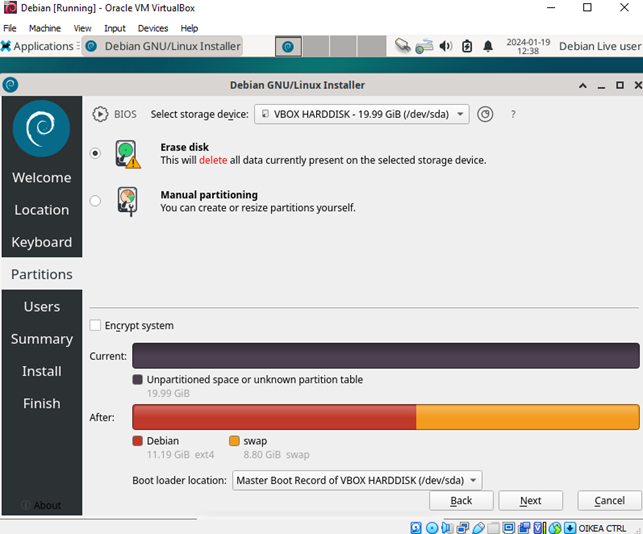 Debian [Running] - Oracle VM VirtualBox
File Machine View Input Devices Help
Applications Debian GNU/Linux Installer 2024-01-19 12:38 Debian Live user
Debian GNU/Linux Installer
BIOS Select storage device: VBOX HARDDISK - 19.99 GiB (/dev/sda) ?
Erase disk
This will delete all data currently present on the selected storage device.
Manual partitioning
You can create or resize partitions yourself.
Welcome
Location
Keyboard
Partitions
Users
Summary
Install
Finish
About
Encrypt system
Current:
Unpartitioned space or unknown partition table
19.99 GiB
After:
Debian swap
11.19 GiB ext4 8.80 GiB swap
Boot loader location: Master Boot Record of VBOX HARDDISK (/dev/sda)
Back Next Cancel
OIKEA CTRL